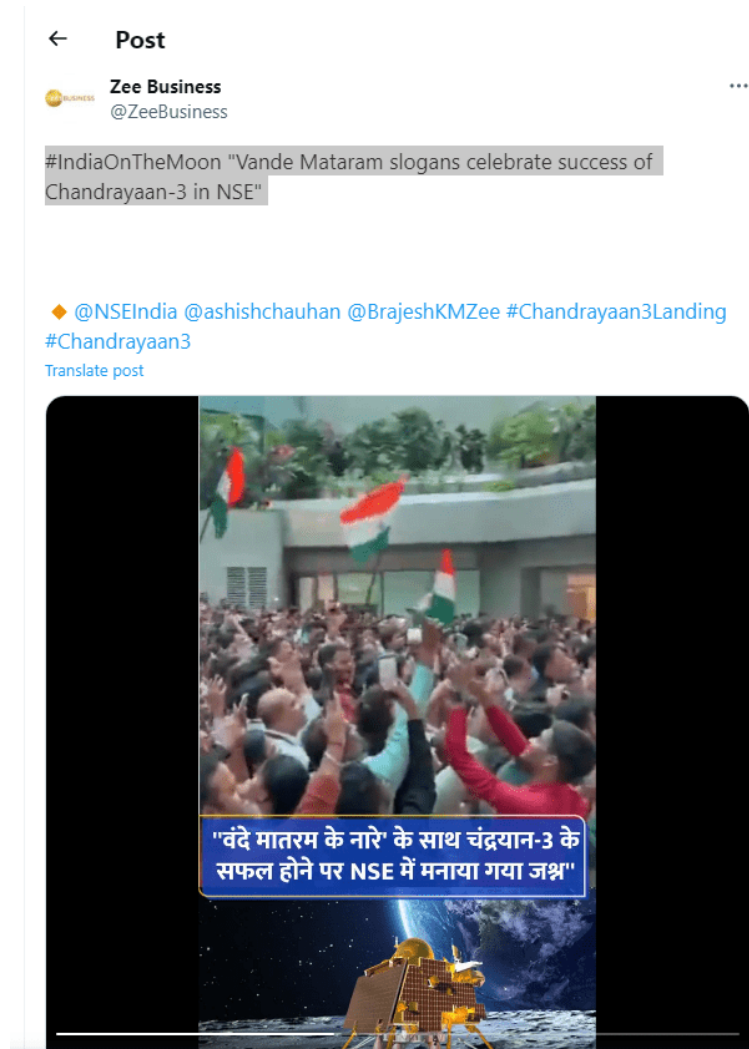 Post
Zee Business
@ZeeBusiness
#IndiaOnTheMoon "Vande Mataram slogans celebrate success of
Chandrayaan-3 in NSE"
@NSEIndia @ashishchauhan @BrajeshKMZee #Chandrayaan3Landing
#Chandrayaan3
Translate post
"वंदे मातरम के नारे' के साथ चंद्रयान-3 के
सफल होने पर NSE में मनाया गया जश्न"